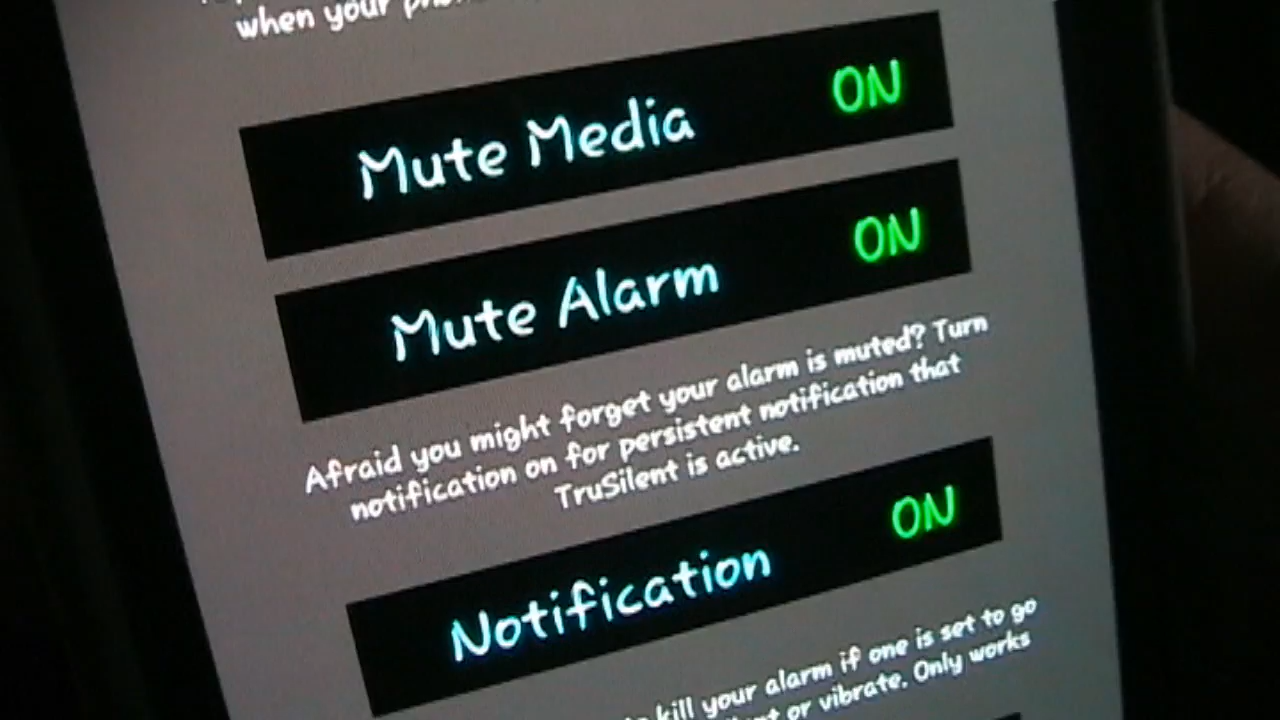 when your
Mute Media ON
Mute Alarm ON
Afraid you might forget your alarm is muted? Turn
notification on for persistent notification that
TruSilent is active.
Notification ON
kill your alarm if one is set to go
or vibrate. Only works